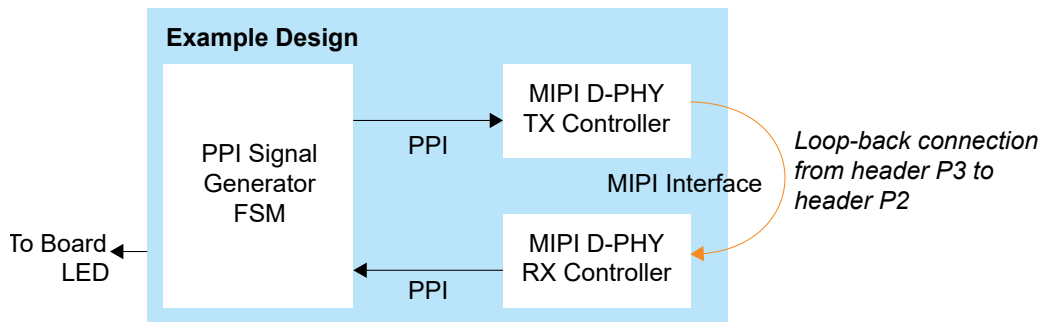 Example Design
PPI Signal
Generator
FSM
MIPI D-PHY
TX Controller
PPI
MIPI Interface
Loop-back connection
from header P3 to
header P2
MIPI D-PHY
RX Controller
PPI
To Board
LED